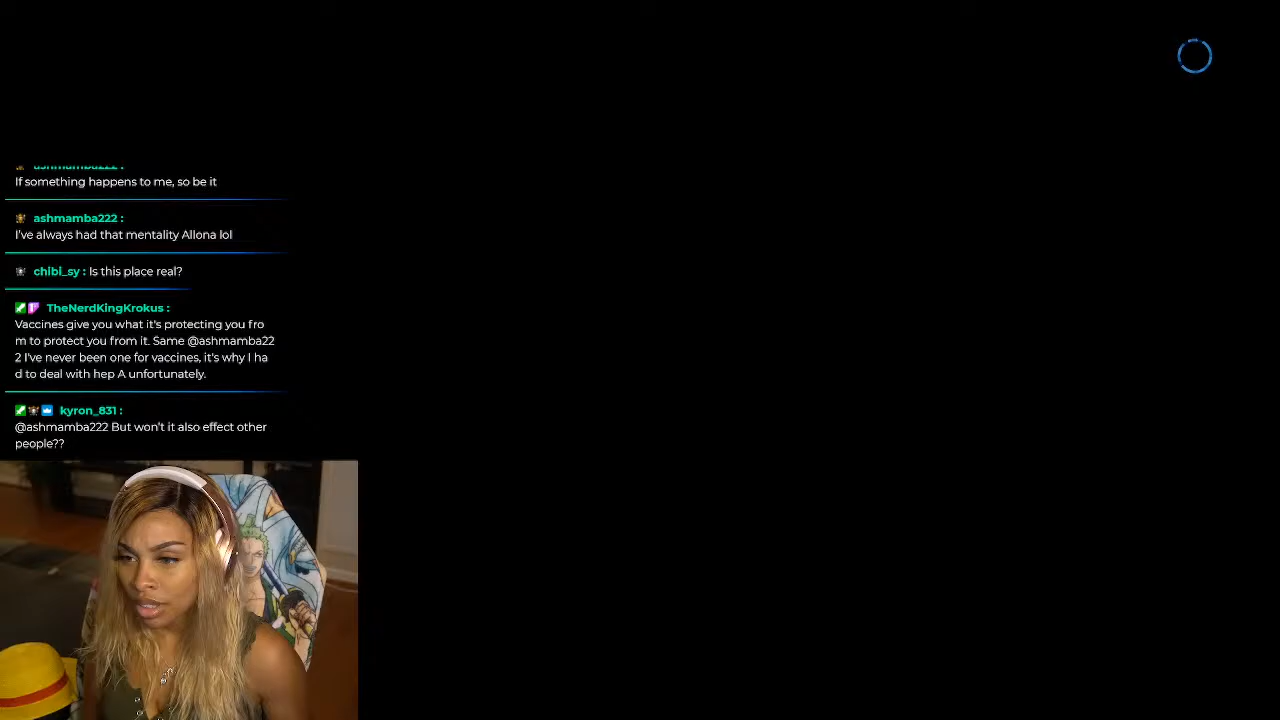 ashmamba222 :
If something happens to me, so be it
ashmamba222 :
I've always had that mentality Allona lol
chibi_sy : Is this place real?
TheNerdKingKrokus :
Vaccines give you what it's protecting you fro
m to protect you from it. Same @ashmamba22
2 I've never been one for vaccines, it's why I ha
d to deal with hep A unfortunately.
kyron_831 :
@ashmamba222 But won't it also effect other
people??